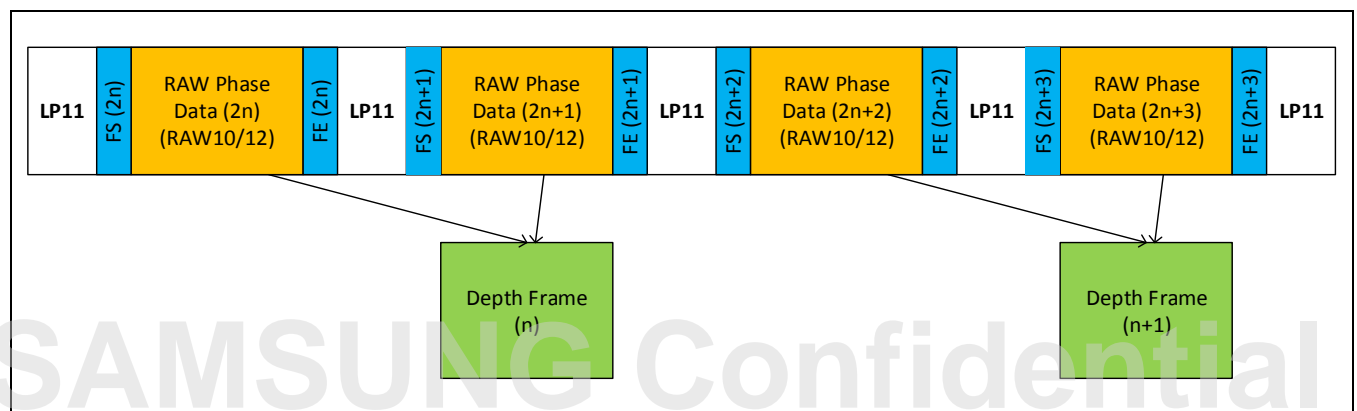 LP11
FS (2n)
RAW Phase
Data (2n)
(RAW10/12)
FE (2n)
LP11
FS (2n+1)
RAW Phase
Data (2n+1)
(RAW10/12)
FE (2n+1)
LP11
FS (2n+2)
RAW Phase
Data (2n+2)
(RAW10/12)
FE (2n+2)
LP11
FS (2n+3)
RAW Phase
Data (2n+3)
(RAW10/12)
FE (2n+3)
LP11
Depth Frame
(n)
Depth Frame
(n+1)
SAMSUNG Confidential